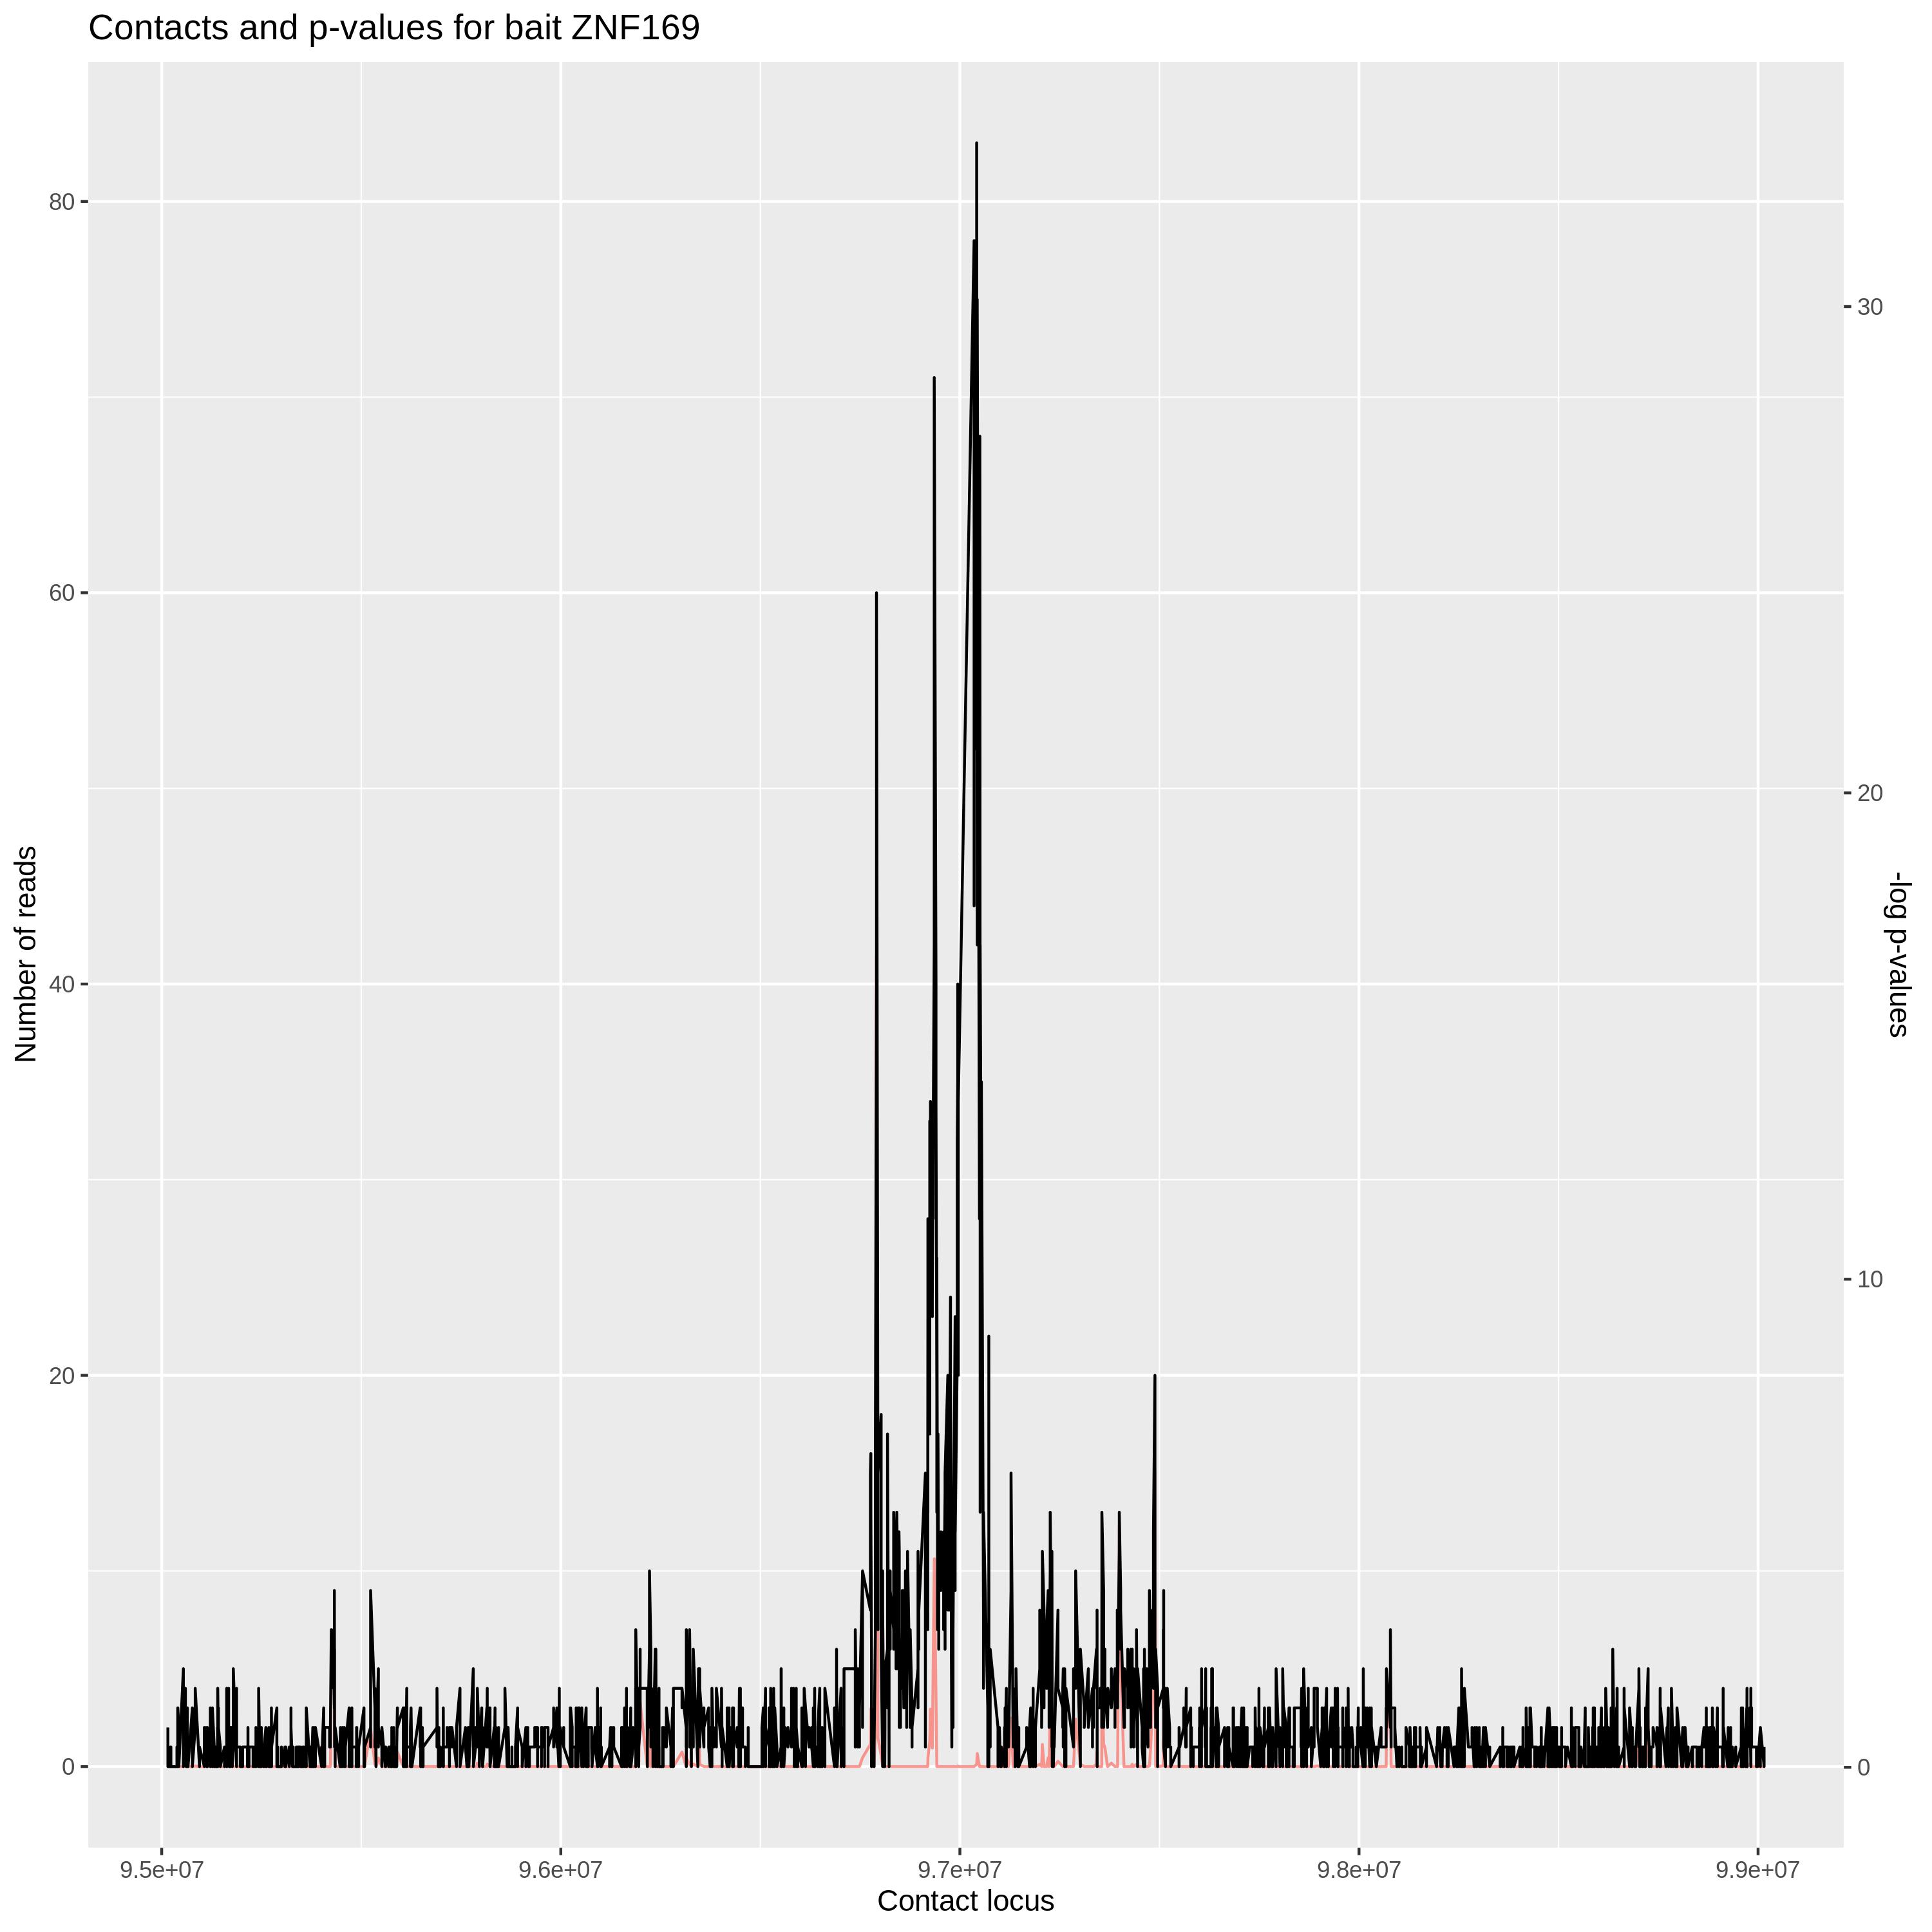 Contacts and p-values for bait ZNF169
80
60
40
20
0
Number of reads
30
20
10
0
-log p-values
9.5e+07 9.6e+07 9.7e+07 9.8e+07 9.9e+07
Contact locus